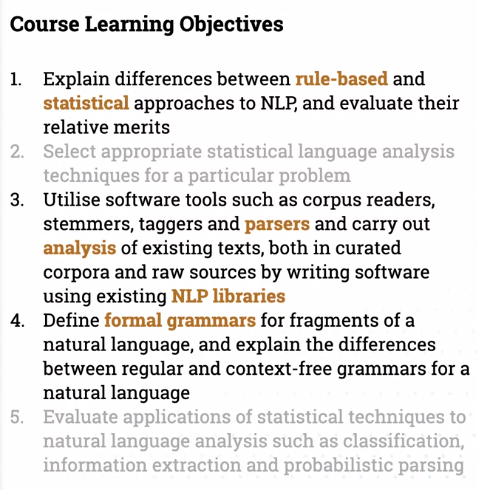 Course Learning Objectives
1. Explain differences between rule-based and
statistical approaches to NLP, and evaluate their
relative merits
2. Select appropriate statistical language analysis
techniques for a particular problem
3. Utilise software tools such as corpus readers,
stemmers, taggers and parsers and carry out
analysis of existing texts, both in curated
corpora and raw sources by writing software
using existing NLP libraries
4. Define formal grammars for fragments of a
natural language, and explain the differences
between regular and context-free grammars for a
natural language
5. Evaluate applications of statistical techniques to
natural language analysis such as classification,
information extraction and probabilistic parsing